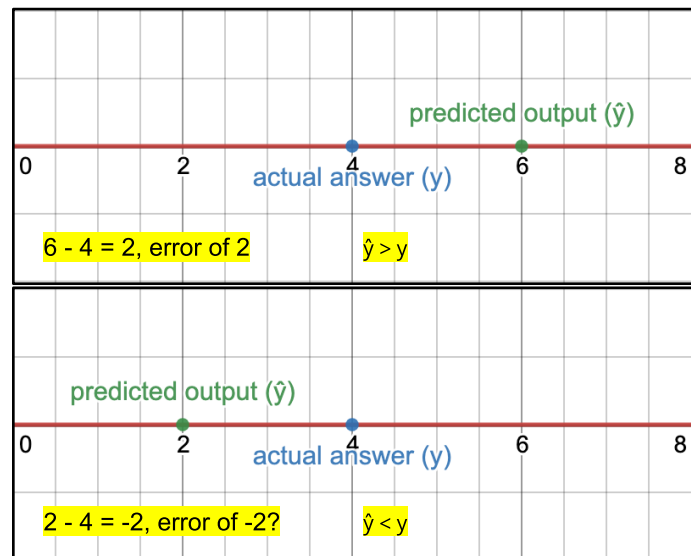 predicted output (ŷ)
0 2 4 6 8
actual answer (y)
6 - 4 = 2, error of 2 ŷ > y
predicted output (ŷ)
0 2 4 6 8
actual answer (y)
2 - 4 = -2, error of -2? ŷ < y